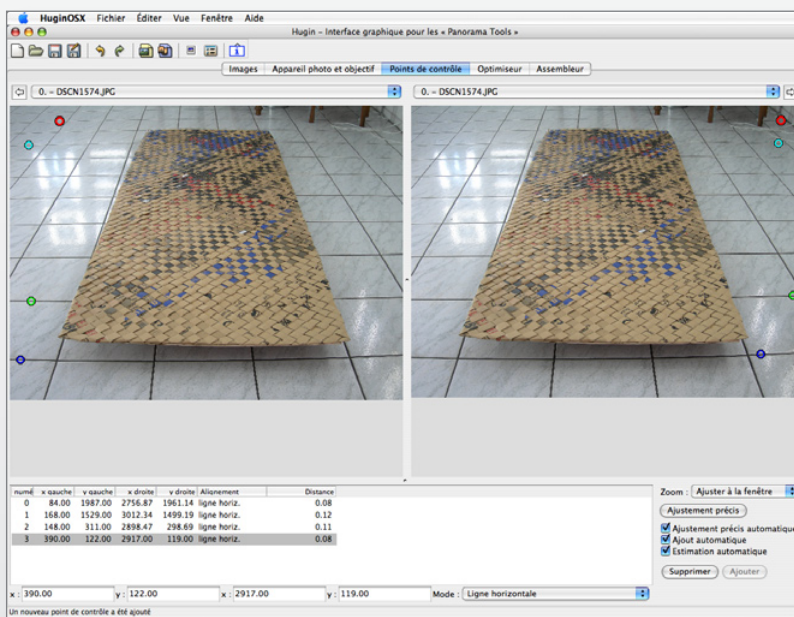 HuginOSX Fichier Éditer Vue Fenêtre Aide
Hugin – Interface graphique pour les « Panorama Tools »
Images Appareil photo et objectif Points de contrôle Optimiseur Assembleur
0. – DSCN1574.JPG 0. – DSCN1574.JPG
numé x gauche y gauche x droite y droite Alignement Distance
0 84.00 1987.00 2756.87 1961.14 ligne horiz. 0.08
1 168.00 1529.00 3012.34 1499.19 ligne horiz. 0.12
2 148.00 311.00 2898.47 298.69 ligne horiz. 0.11
3 390.00 122.00 2917.00 119.00 ligne horiz. 0.08
Zoom : Ajuster à la fenêtre
Ajustement précis
Ajustement précis automatique
Ajout automatique
Estimation automatique
Supprimer Ajouter
x : 390.00 y : 122.00 x : 2917.00 y : 119.00 Mode : Ligne horizontale
Un nouveau point de contrôle a été ajouté